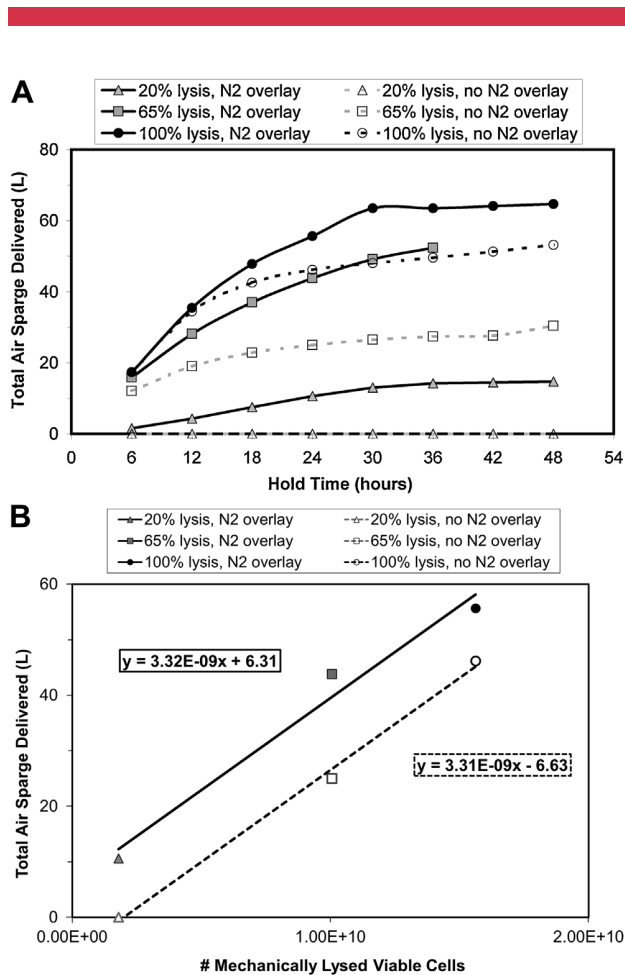 A
20% lysis, N2 overlay 20% lysis, no N2 overlay
65% lysis, N2 overlay 65% lysis, no N2 overlay
100% lysis, N2 overlay 100% lysis, no N2 overlay
Total Air Sparge Delivered (L)
80
60
40
20
0
0 6 12 18 24 30 36 42 48 54
Hold Time (hours)
B
20% lysis, N2 overlay 20% lysis, no N2 overlay
65% lysis, N2 overlay 65% lysis, no N2 overlay
100% lysis, N2 overlay 100% lysis, no N2 overlay
Total Air Sparge Delivered (L)
60
40
20
0
y = 3.32E-09x + 6.31
y = 3.31E-09x - 6.63
0.00E+00 1.00E+10 2.00E+10
# Mechanically Lysed Viable Cells